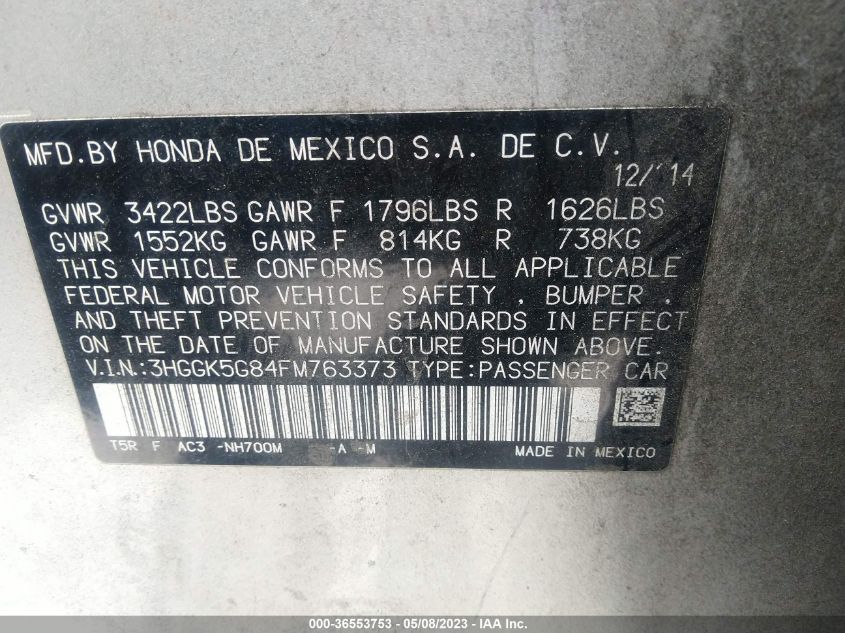 MFD.BY HONDA DE MEXICO S.A. DE C.V.
12/'14
GVWR 3422LBS GAWR F 1796LBS R 1626LBS
GVWR 1552KG GAWR F 814KG R 738KG
THIS VEHICLE CONFORMS TO ALL APPLICABLE
FEDERAL MOTOR VEHICLE SAFETY , BUMPER ,
AND THEFT PREVENTION STANDARDS IN EFFECT
ON THE DATE OF MANUFACTURE SHOWN ABOVE.
V.I.N.:3HGGK5G84FM763373 TYPE:PASSENGER CAR
T5R F AC3 -NH700M -A -M MADE IN MEXICO
000-36553753 - 05/08/2023 - IAA Inc.